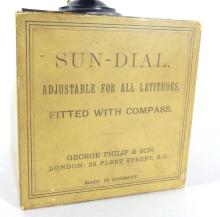 SUN-DIAL,
ADJUSTABLE FOR ALL LATITUDES.
FITTED WITH COMPASS.
GEORGE PHILIP & SON,
LONDON: 32 FLEET STREET, E.C.
MADE IN GERMANY.